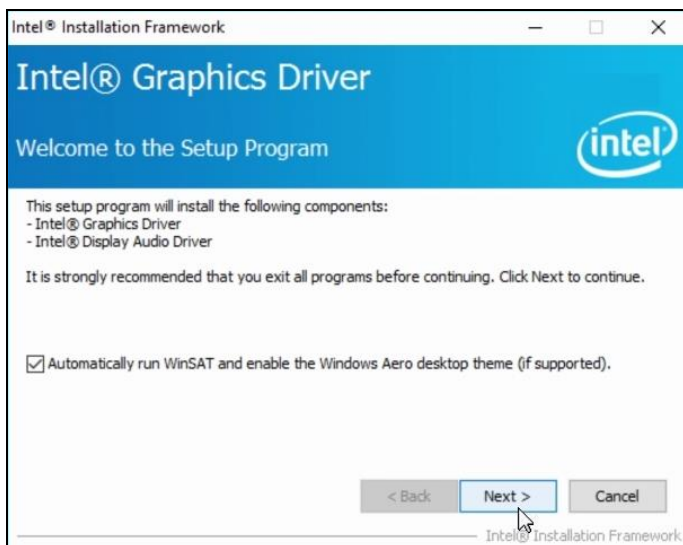 Intel® Installation Framework
Intel® Graphics Driver
Welcome to the Setup Program
intel
This setup program will install the following components:
- Intel® Graphics Driver
- Intel® Display Audio Driver
It is strongly recommended that you exit all programs before continuing. Click Next to continue.
Automatically run WinSAT and enable the Windows Aero desktop theme (if supported).
< Back
Next >
Cancel
Intel® Installation Framework